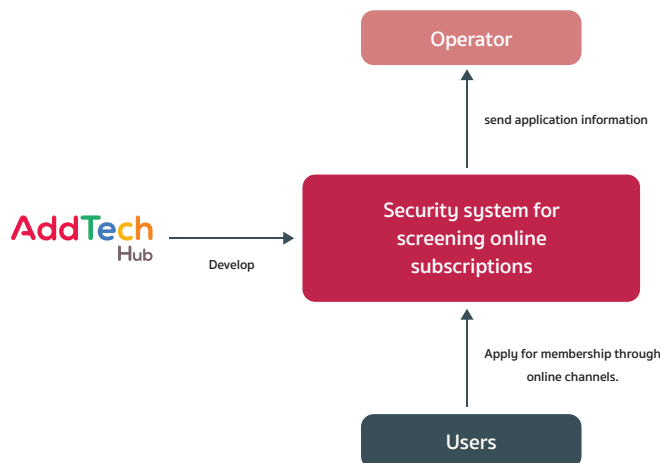 Operator
send application information
Security system for
screening online
subscriptions
AddTech
Hub
Develop
Apply for membership through
online channels.
Users